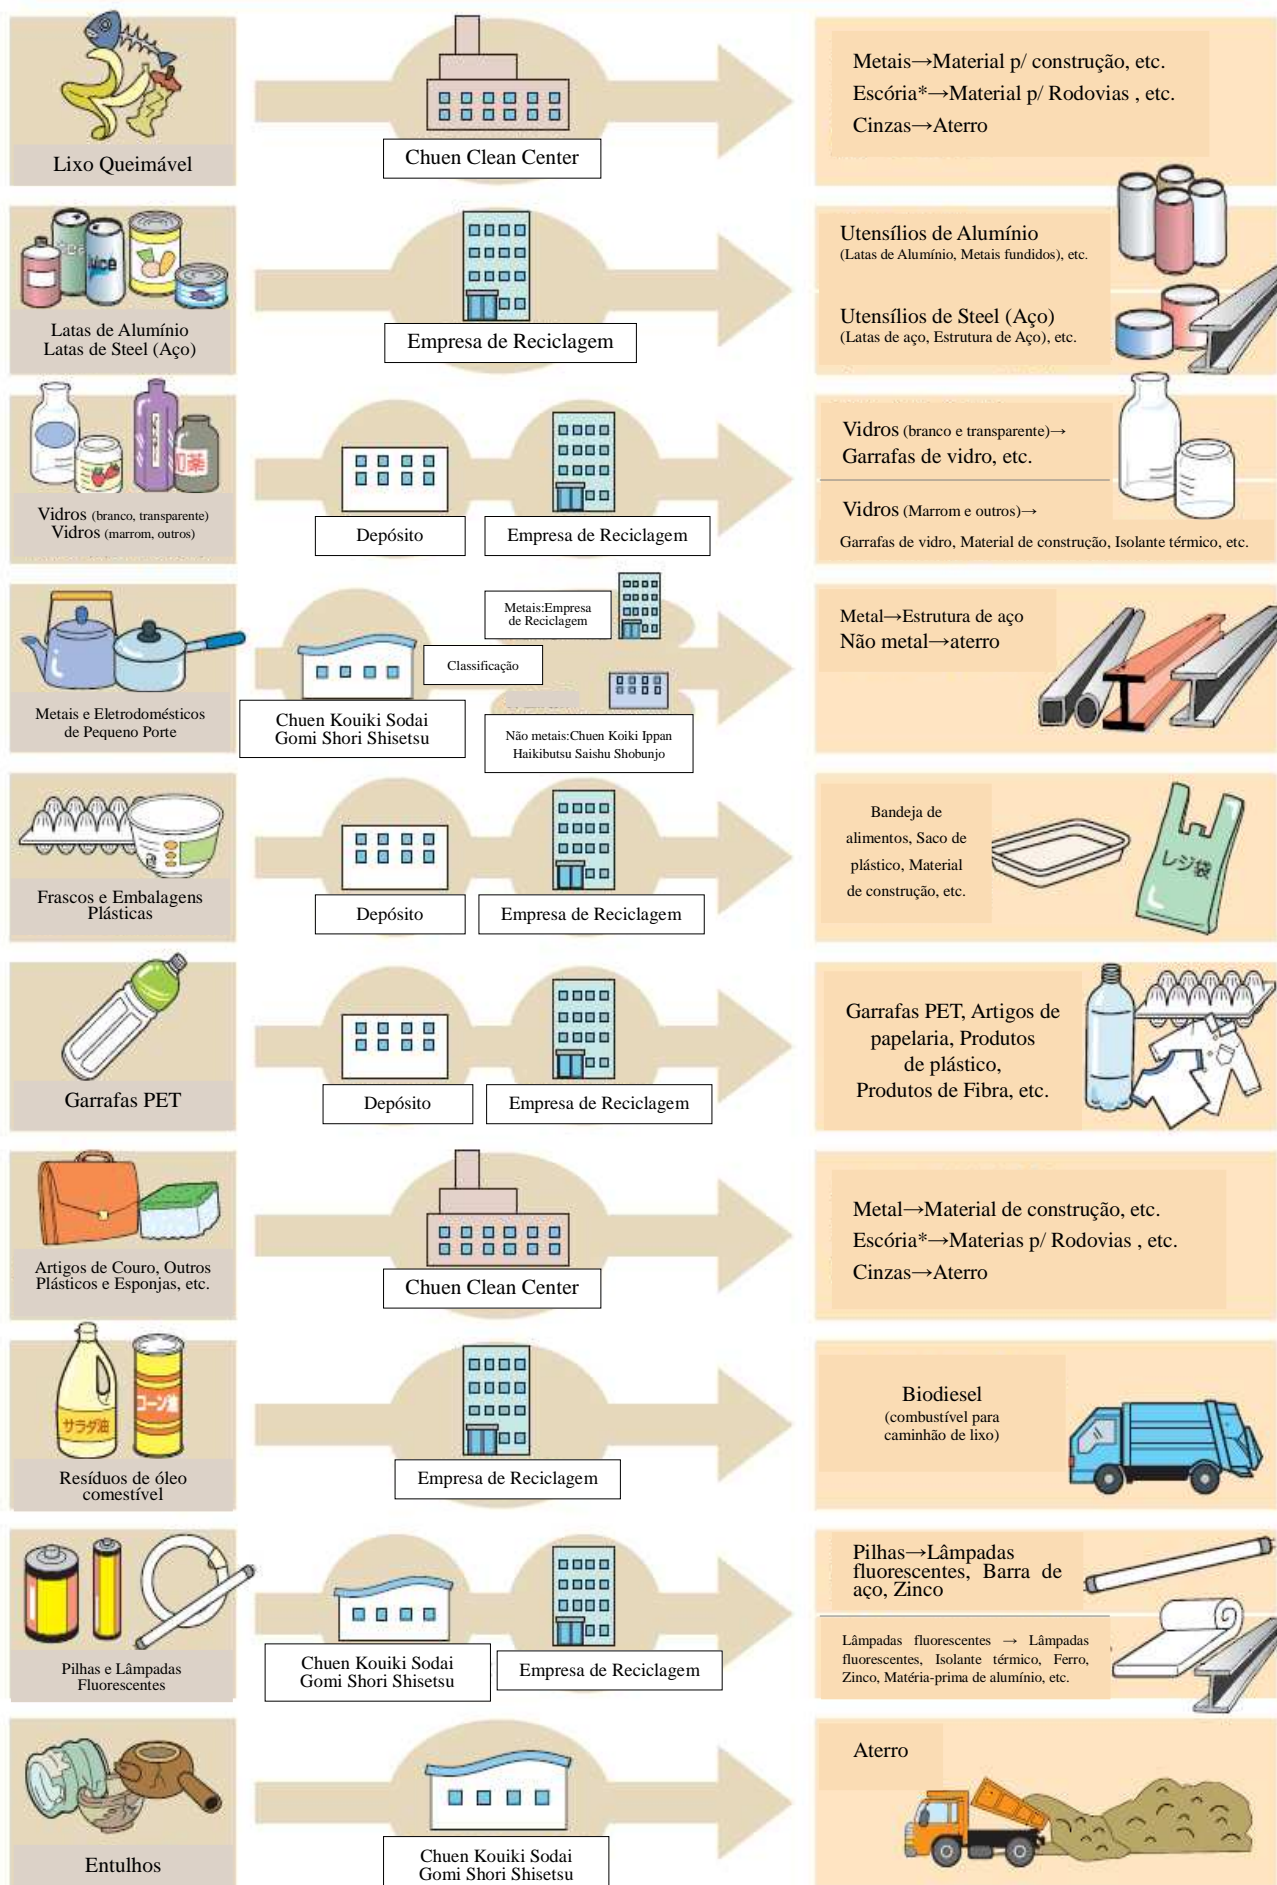 Lixo Queimável
Chuen Clean Center
Metais→Material p/ construção, etc.
Escória*→Material p/ Rodovias , etc.
Cinzas→Aterro
Juice
Latas de Alumínio
Latas de Steel (Aço)
Empresa de Reciclagem
Utensílios de Alumínio
(Latas de Alumínio, Metais fundidos), etc.
Utensílios de Steel (Aço)
(Latas de aço, Estrutura de Aço), etc.
Vidros (branco, transparente)
Vidros (marrom, outros)
Depósito
Empresa de Reciclagem
Vidros (branco e transparente)→
Garrafas de vidro, etc.
Vidros (Marrom e outros)→
Garrafas de vidro, Material de construção, Isolante térmico, etc.
Metais e Eletrodomésticos
de Pequeno Porte
Chuen Kouiki Sodai
Gomi Shori Shisetsu
Classificação
Metais:Empresa
de Reciclagem
Não metais:Chuen Koiki Ippan
Haikibutsu Saishu Shobunjo
Metal→Estrutura de aço
Não metal→aterro
Frascos e Embalagens
Plásticas
Depósito
Empresa de Reciclagem
Bandeja de
alimentos, Saco de
plástico, Material
de construção, etc.
レジ袋
Garrafas PET
Depósito
Empresa de Reciclagem
Garrafas PET, Artigos de
papelaria, Produtos
de plástico,
Produtos de Fibra, etc.
Artigos de Couro, Outros
Plásticos e Esponjas, etc.
Chuen Clean Center
Metal→Material de construção, etc.
Escória*→Materias p/ Rodovias , etc.
Cinzas→Aterro
サラダ油
コーン油
Resíduos de óleo
comestível
Empresa de Reciclagem
Biodiesel
(combustível para
caminhão de lixo)
Pilhas e Lâmpadas
Fluorescentes
Chuen Kouiki Sodai
Gomi Shori Shisetsu
Empresa de Reciclagem
Pilhas→Lâmpadas
fluorescentes, Barra de
aço, Zinco
Lâmpadas fluorescentes → Lâmpadas
fluorescentes, Isolante térmico, Ferro,
Zinco, Matéria-prima de alumínio, etc.
Entulhos
Chuen Kouiki Sodai
Gomi Shori Shisetsu
Aterro